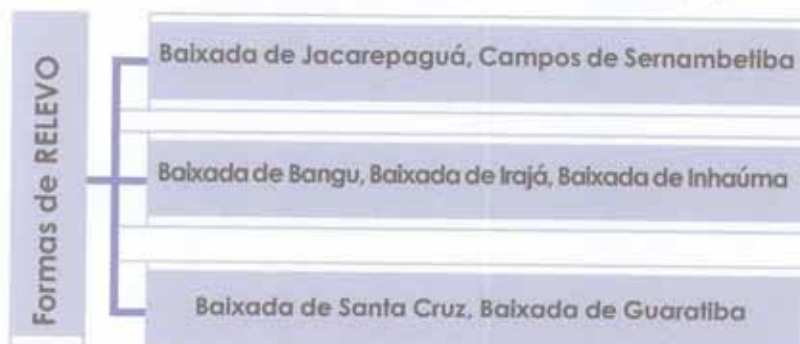 Formas de RELEVO
Baixada de Jacarepaguá, Campos de Sernambetiba
Baixada de Bangu, Baixada de Irajá, Baixada de Inhaúma
Baixada de Santa Cruz, Baixada de Guaratiba